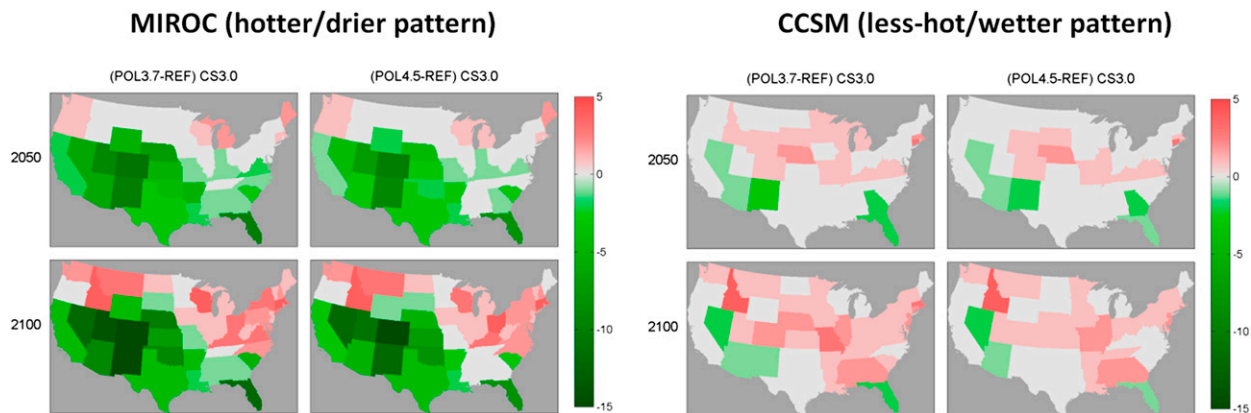 MIROC (hotter/drier pattern)
CCSM (less-hot/wetter pattern)
(POL3.7-REF) CS3.0
(POL4.5-REF) CS3.0
(POL3.7-REF) CS3.0
(POL4.5-REF) CS3.0
2050
2100
5
0
-5
-10
-15
2050
2100
5
0
-5
-10
-15